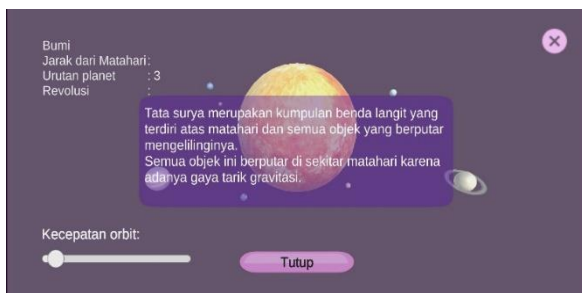 Bumi
Jarak dari Matahari :
Urutan planet : 3
Revolusi :
Tata surya merupakan kumpulan benda langit yang
terdiri atas matahari dan semua objek yang berputar
mengelilinginya.
Semua objek ini berputar di sekitar matahari karena
adanya gaya tarik gravitasi.
Kecepatan orbit:
Tutup